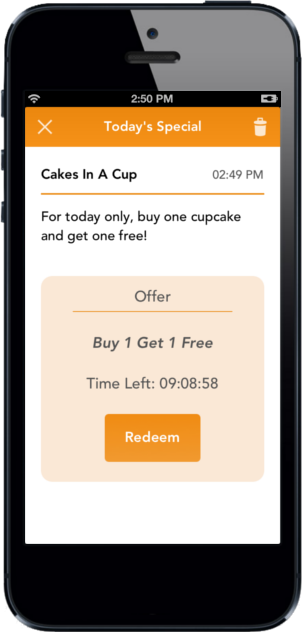 2:50 PM
Today's Special
Cakes In A Cup 02:49 PM
For today only, buy one cupcake
and get one free!
Offer
Buy 1 Get 1 Free
Time Left: 09:08:58
Redeem